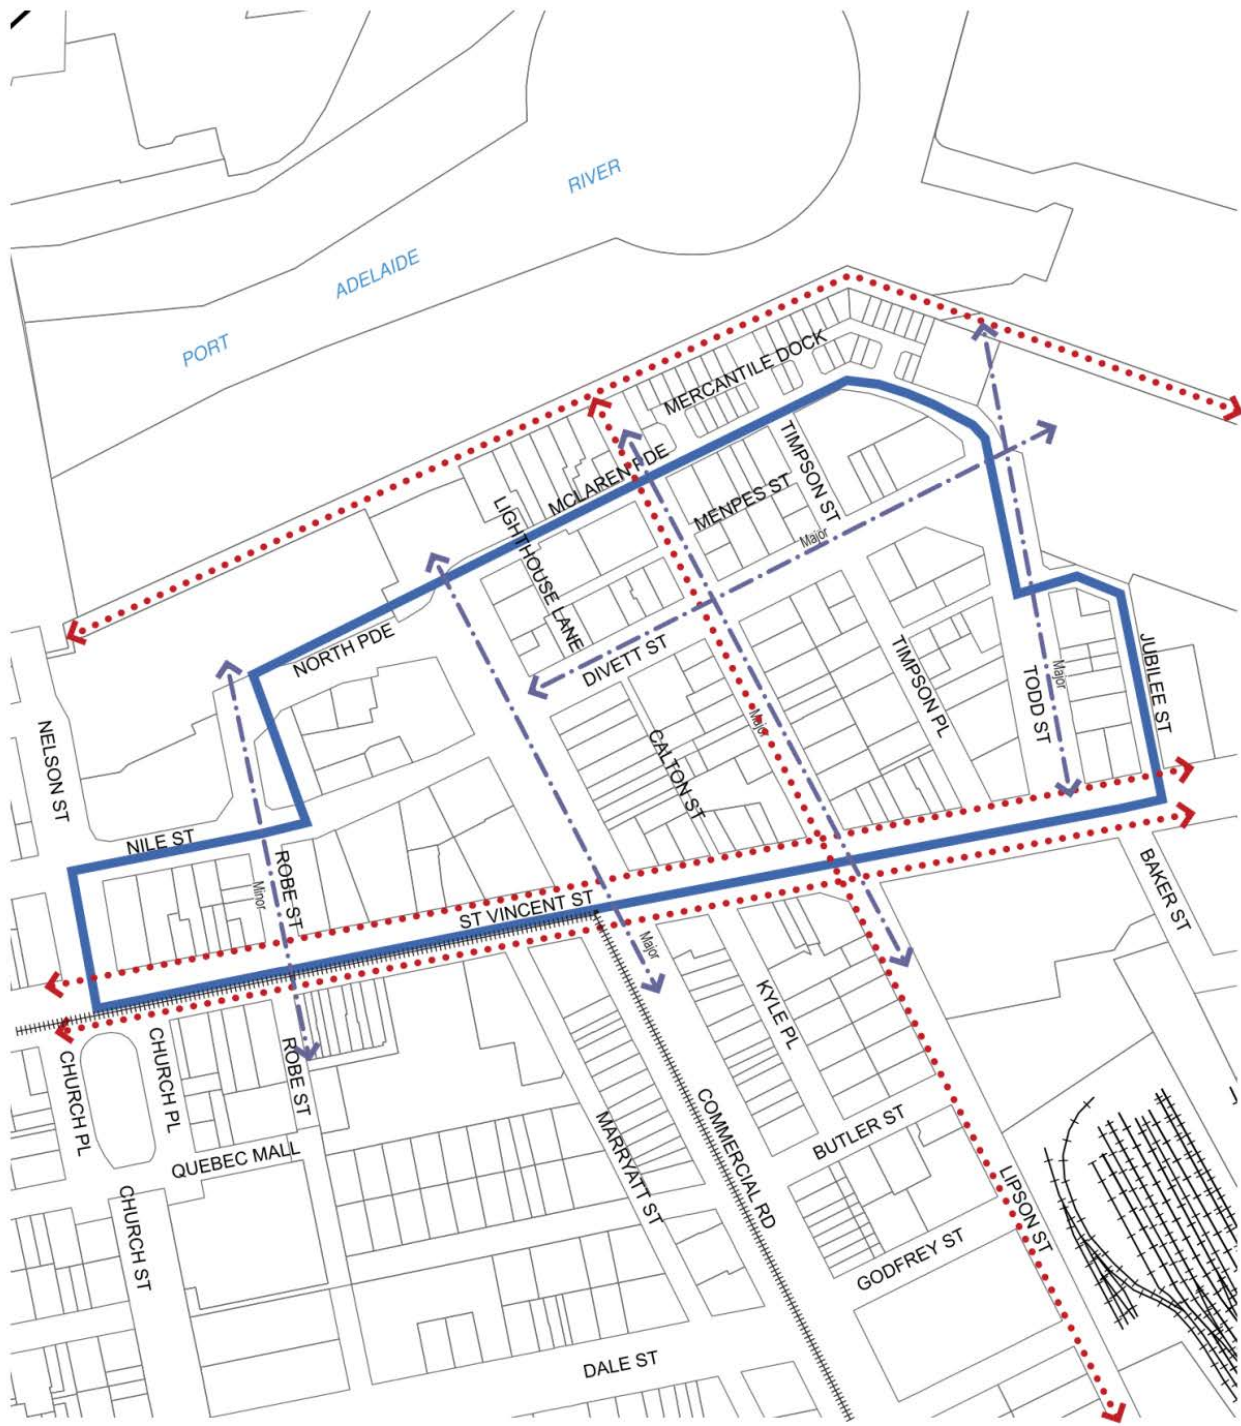 RIVER
ADELAIDE
PORT
MERCANTILE DOCK
MCLAREN PDE
TIMPSON ST
MENPES ST
LIGHTHOUSE LANE
Major
NORTH PDE
DIVETT ST
TIMPSON PL
JUBILEE ST
TODD ST
Major
NELSON ST
CALTON ST
Major
NILE ST
ROBE ST
Minor
ST VINCENT ST
BAKER ST
Major
KYLE PL
CHURCH PL
CHURCH PL
ROBE ST
COMMERCIAL RD
MARRYATT ST
BUTLER ST
QUEBEC MALL
LIPSON ST
CHURCH ST
GODFREY ST
DALE ST